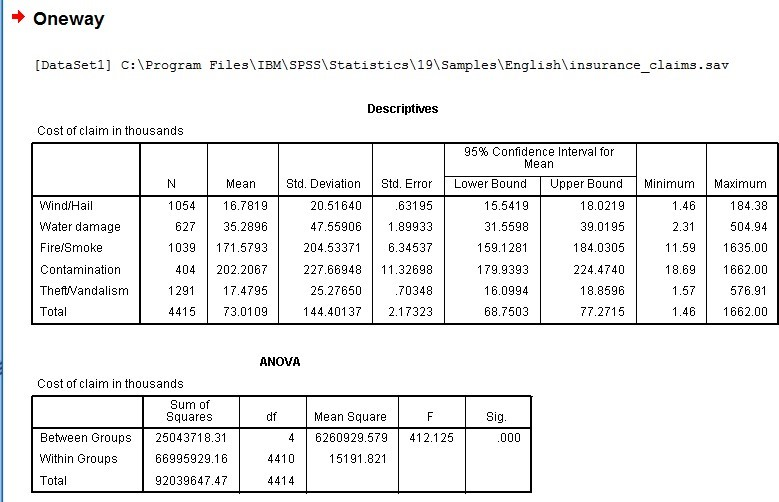 Oneway
[DataSet1] C:\Program Files\IBM\SPSS\Statistics\19\Samples\English\insurance_claims.sav
Descriptives
Cost of claim in thousands
95% Confidence Interval for Mean
N Mean Std. Deviation Std. Error Lower Bound Upper Bound Minimum Maximum
Wind/Hail 1054 16.7819 20.51640 .63195 15.5419 18.0219 1.46 184.38
Water damage 627 35.2896 47.55906 1.89933 31.5598 39.0195 2.31 504.94
Fire/Smoke 1039 171.5793 204.53371 6.34537 159.1281 184.0305 11.59 1635.00
Contamination 404 202.2067 227.66948 11.32698 179.9393 224.4740 18.69 1662.00
Theft/Vandalism 1291 17.4795 25.27650 .70348 16.0994 18.8596 1.57 576.91
Total 4415 73.0109 144.40137 2.17323 68.7503 77.2715 1.46 1662.00
ANOVA
Cost of claim in thousands
Sum of Squares df Mean Square F Sig.
Between Groups 25043718.31 4 6260929.579 412.125 .000
Within Groups 66995929.16 4410 15191.821
Total 92039647.47 4414